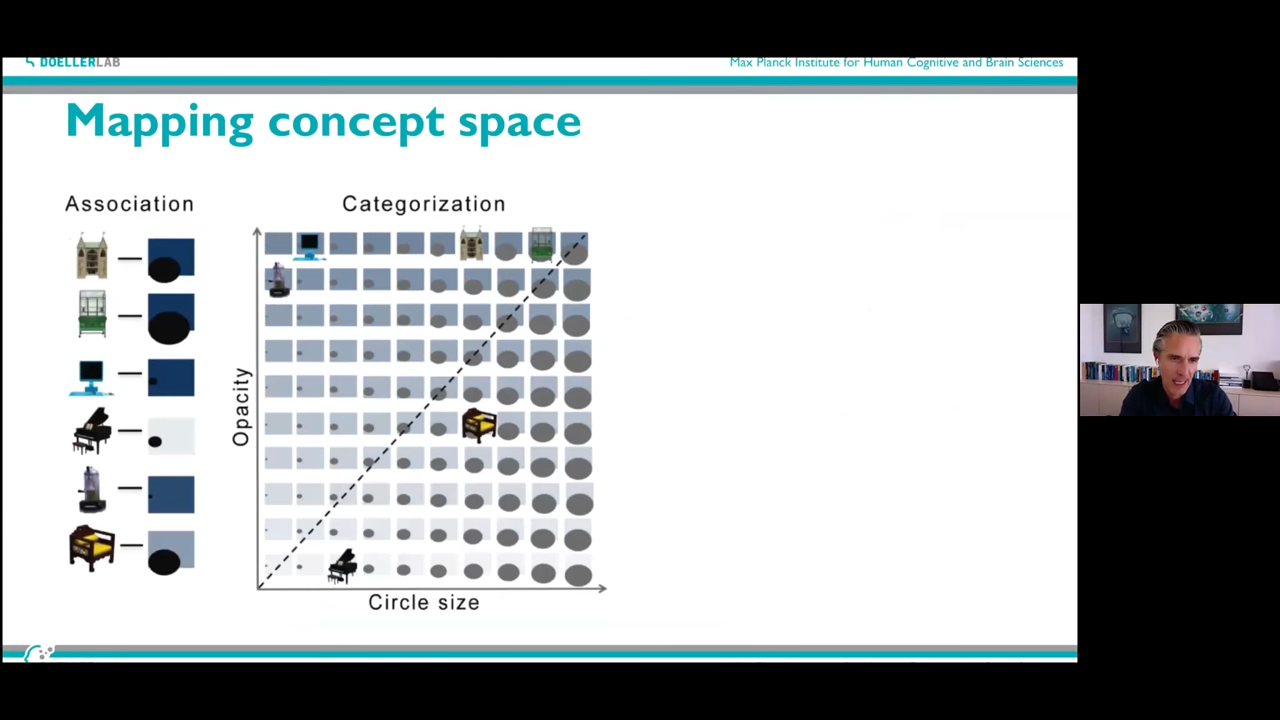 DOELLERLAB
Max Planck Institute for Human Cognitive and Brain Sciences
Mapping concept space
Association
Categorization
Opacity
Circle size